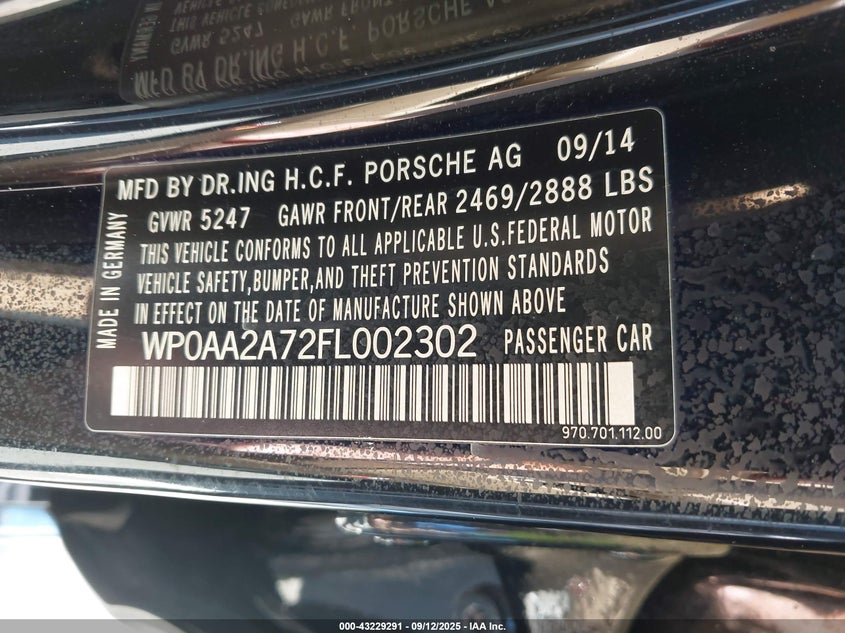 MFD BY DR.ING H.C.F. PORSCHE AG 09/14
GVWR 5247 GAWR FRONT/REAR 2469/2888 LBS
THIS VEHICLE CONFORMS TO ALL APPLICABLE U.S.FEDERAL MOTOR
VEHICLE SAFETY,BUMPER,AND THEFT PREVENTION STANDARDS
IN EFFECT ON THE DATE OF MANUFACTURE SHOWN ABOVE
WP0AA2A72FL002302 PASSENGER CAR
970.701.112.00
MADE IN GERMANY
000-43229291 - 09/12/2025 - IAA Inc.